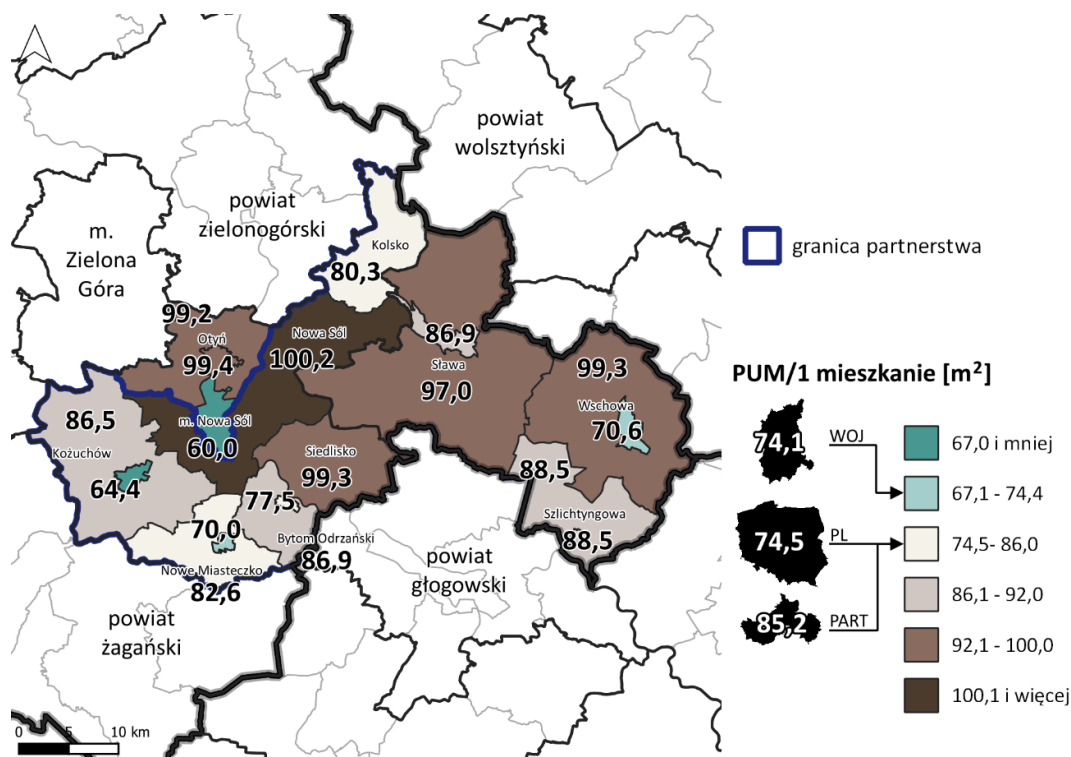 powiat
wolsztyński
powiat
zielonogórski
m.
Zielona
Góra
Kolsko
80,3
99,2
Otyń
99,4
Nowa Sól
100,2
86,9
Sława
97,0
99,3
Wschowa
70,6
86,5
Kożuchów
64,4
m. Nowa Sól
60,0
Siedlisko
99,3
77,5
70,0
Bytom Odrzański
86,9
Nowe Miasteczko
82,6
88,5
Szlichtyngowa
88,5
powiat
głogowski
powiat
żagański
0 5 10 km
granica partnerstwa
PUM/1 mieszkanie [m²]
74,1
WOJ
74,5
PL
85,2
PART
67,0 i mniej
67,1 - 74,4
74,5- 86,0
86,1 - 92,0
92,1 - 100,0
100,1 i więcej